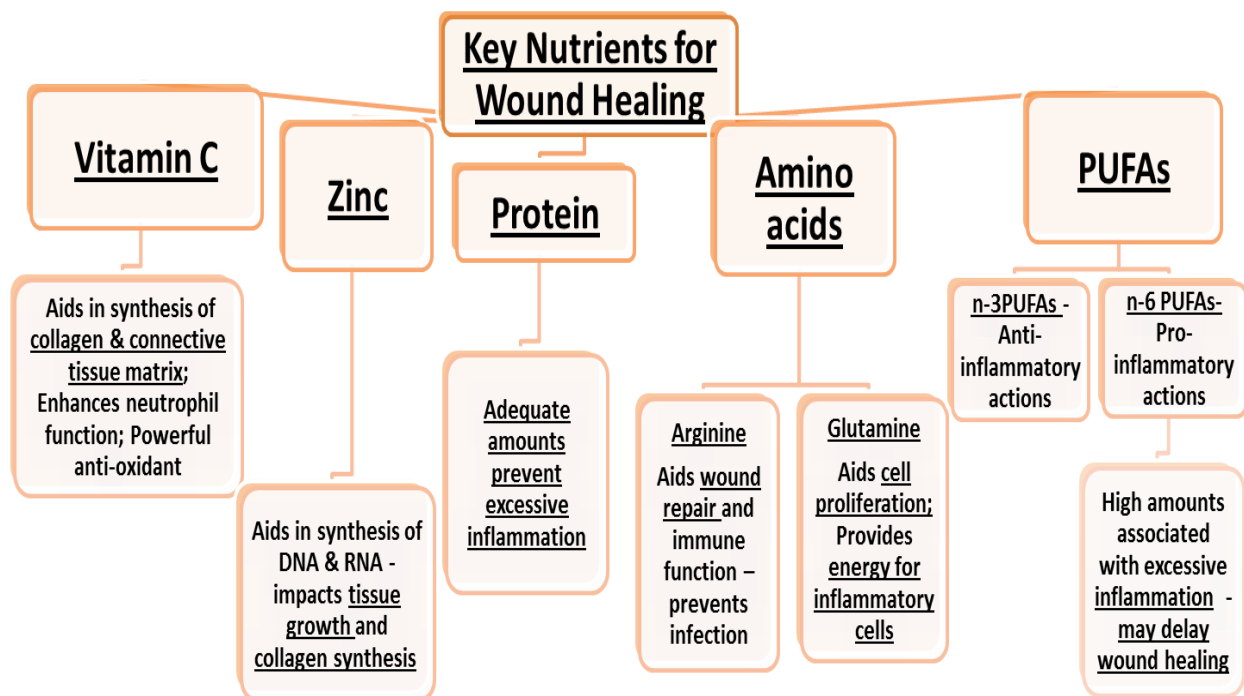 Key Nutrients for
Wound Healing
Vitamin C
Zinc
Protein
Amino
acids
PUFAs
Aids in synthesis of
collagen & connective
tissue matrix;
Enhances neutrophil
function; Powerful
anti-oxidant
Aids in synthesis of
DNA & RNA -
impacts tissue
growth and
collagen synthesis
Adequate
amounts
prevent
excessive
inflammation
Arginine
Aids wound
repair and
immune
function –
prevents
infection
Glutamine
Aids cell
proliferation;
Provides
energy for
inflammatory
cells
n-3PUFAs -
Anti-
inflammatory
actions
n-6 PUFAs-
Pro-
inflammatory
actions
High amounts
associated
with excessive
inflammation -
may delay
wound healing